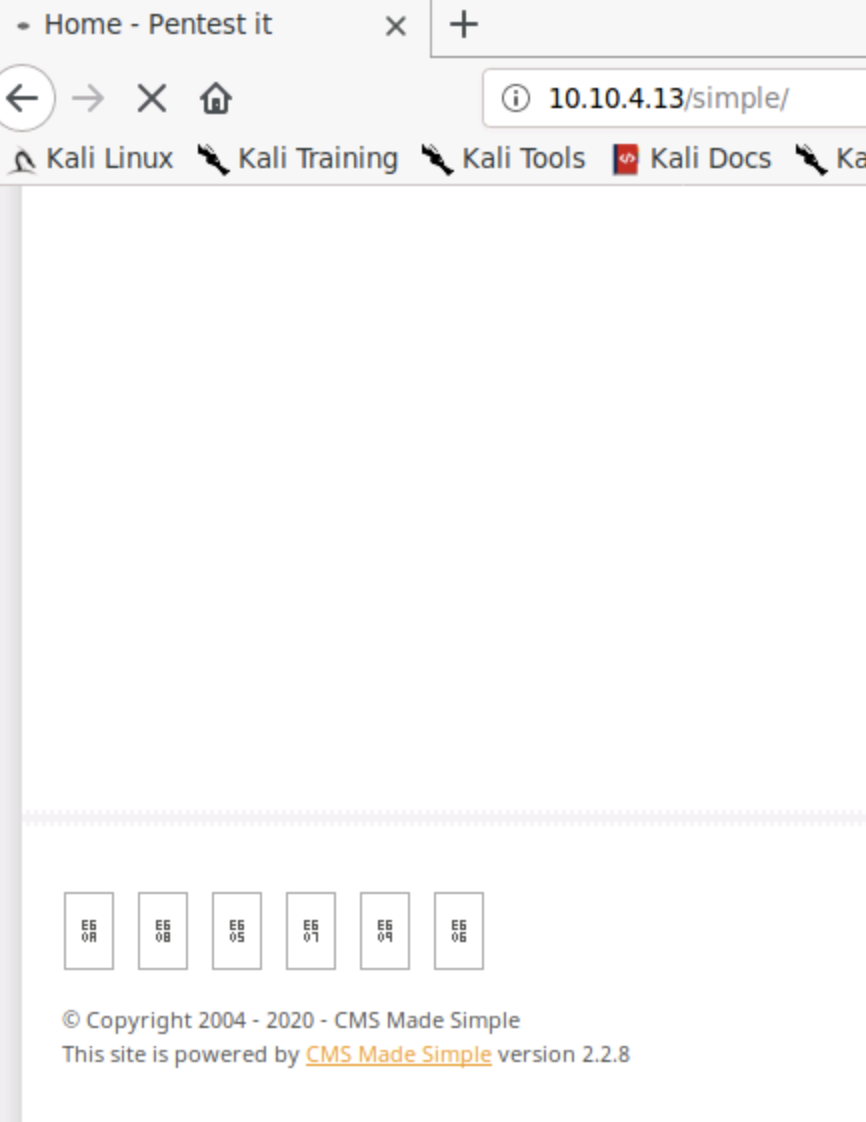 Home - Pentest it
10.10.4.13/simple/
Kali Linux Kali Training Kali Tools Kali Docs Ka
E6 0A E6 0B E6 05 E6 07 E6 09 E6 06
© Copyright 2004 - 2020 - CMS Made Simple
This site is powered by CMS Made Simple version 2.2.8